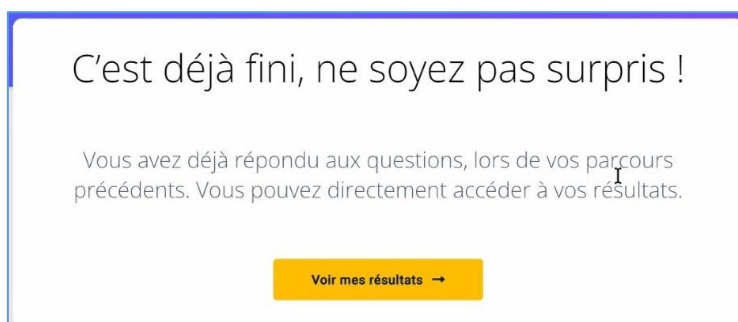 C'est déjà fini, ne soyez pas surpris !
Vous avez déjà répondu aux questions, lors de vos parcours
précédents. Vous pouvez directement accéder à vos résultats.
Voir mes résultats →